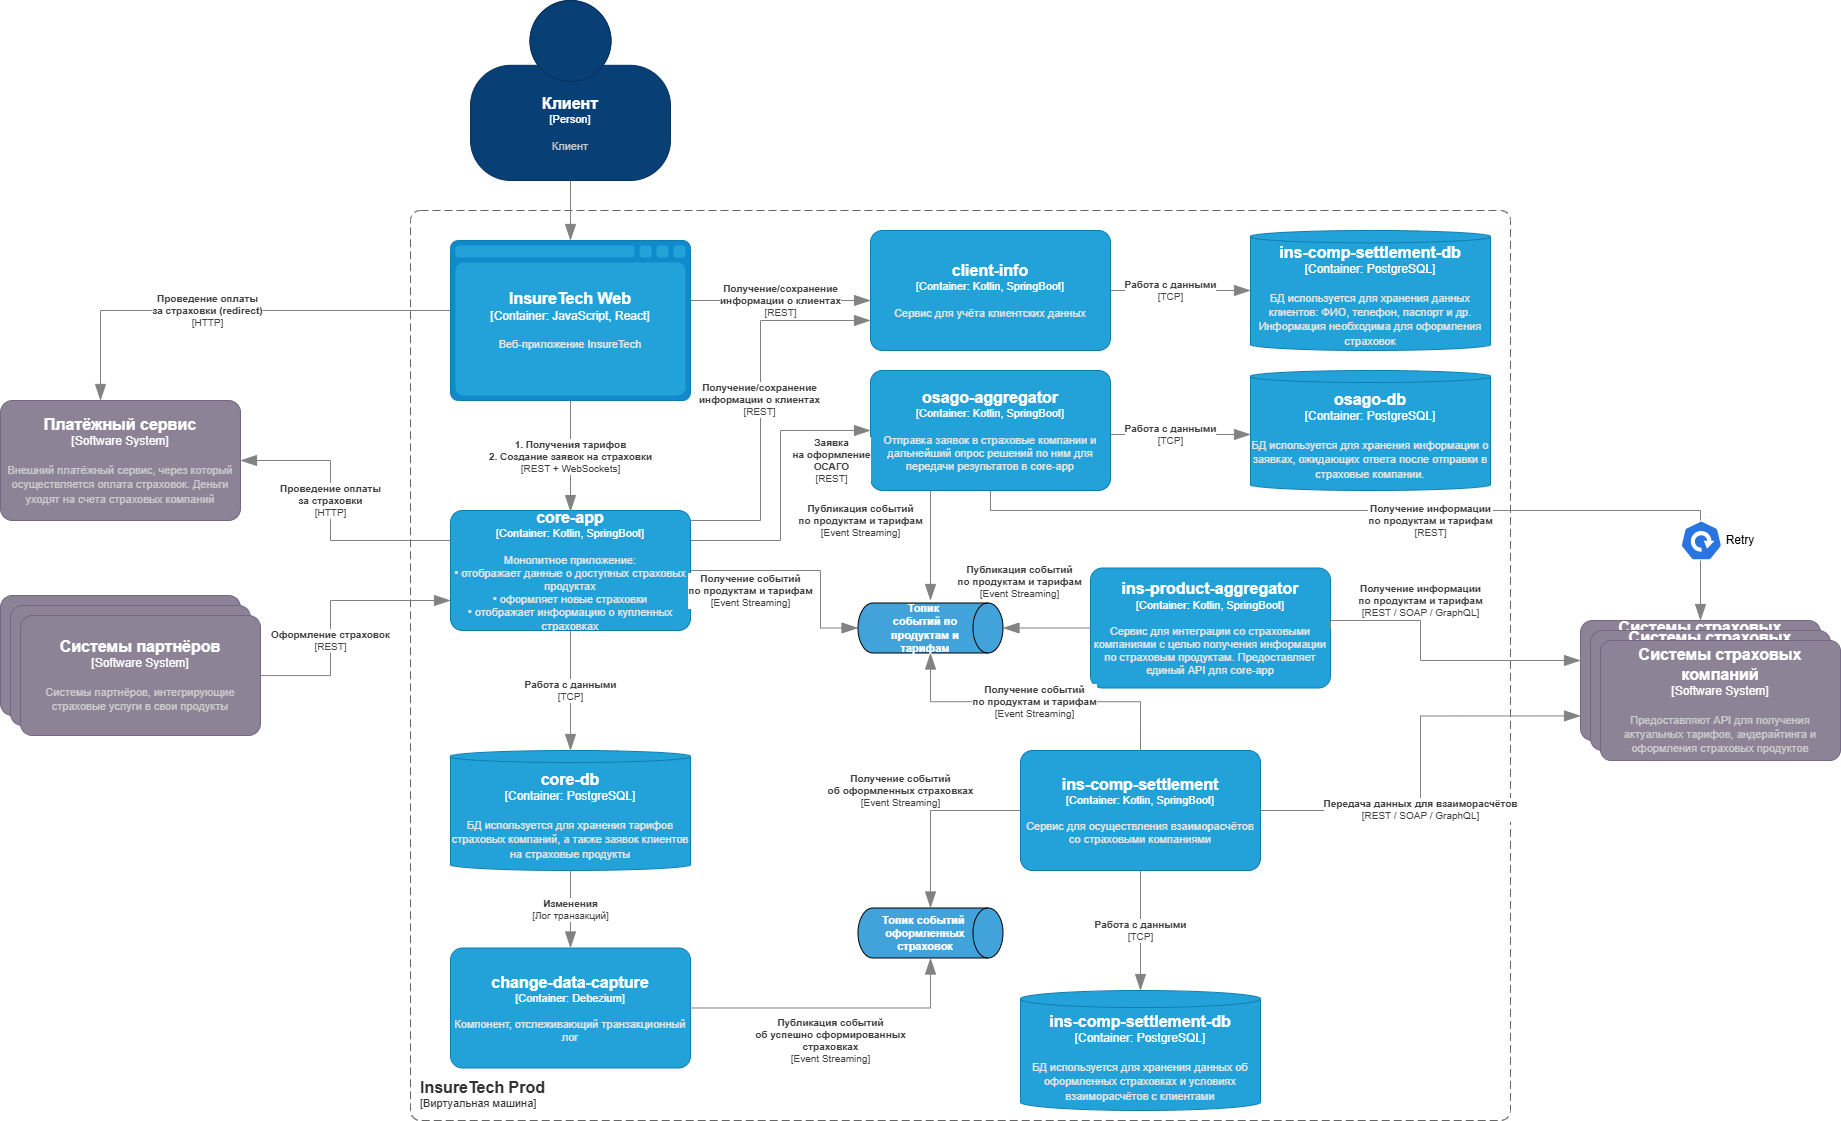 Клиент
[Person]
Клиент
InsureTech Web
[Container: JavaScript, React]
Веб-приложение InsureTech
Получение/сохранение
информации о клиентах
[REST]
client-info
[Container: Kotlin, SpringBoot]
Сервис для учёта клиентских данных
Работа с данными
[TCP]
ins-comp-settlement-db
[Container: PostgreSQL]
БД используется для хранения данных
клиентов: ФИО, телефон, паспорт и др.
Информация необходима для оформления
страховок
Проведение оплаты
за страховки (redirect)
[HTTP]
Платёжный сервис
[Software System]
Внешний платёжный сервис, через который
осуществляется оплата страховок. Деньги
уходят на счета страховых компаний
Получение/сохранение
информации о клиентах
[REST]
1. Получения тарифов
2. Создание заявок на страховки
[REST + WebSockets]
Заявка
на оформление
ОСАГО
[REST]
osago-aggregator
[Container: Kotlin, SpringBoot]
Отправка заявок в страховые компании и
дальнейший опрос решений по ним для
передачи результатов в core-app
Работа с данными
[TCP]
osago-db
[Container: PostgreSQL]
БД используется для хранения информации о
заявках, ожидающих ответа после отправки в
страховые компании.
Проведение оплаты
за страховки
[HTTP]
core-app
[Container: Kotlin, SpringBoot]
Монолитное приложение:
• отображает данные о доступных страховых
продуктах
• оформляет новые страховки
• отображает информацию о купленных
страховках
Публикация событий
по продуктам и тарифам
[Event Streaming]
Получение информации
по продуктам и тарифам
[REST]
Retry
Получение событий
по продуктам и тарифам
[Event Streaming]
Публикация событий
по продуктам и тарифам
[Event Streaming]
Топик
событий по
продуктам и
тарифам
ins-product-aggregator
[Container: Kotlin, SpringBoot]
Сервис для интеграции со страховыми
компаниями с целью получения информации
по страховым продуктам. Предоставляет
единый API для core-app
Получение информации
по продуктам и тарифам
[REST / SOAP / GraphQL]
Системы страховых
Системы страховых
Системы страховых
компаний
[Software System]
Предоставляют API для получения
актуальных тарифов, андерайтинга и
оформления страховых продуктов
Системы партнёров
[Software System]
Системы партнёров, интегрирующие
страховые услуги в свои продукты
Оформление страховок
[REST]
Работа с данными
[TCP]
Получение событий
по продуктам и тарифам
[Event Streaming]
core-db
[Container: PostgreSQL]
БД используется для хранения тарифов
страховых компаний, а также заявок клиентов
на страховые продукты
Получение событий
об оформленных страховках
[Event Streaming]
ins-comp-settlement
[Container: Kotlin, SpringBoot]
Сервис для осуществления взаиморасчётов
со страховыми компаниями
Передача данных для взаиморасчётов
[REST / SOAP / GraphQL]
Изменения
[Лог транзакций]
Топик событий
оформленных
страховок
Работа с данными
[TCP]
change-data-capture
[Container: Debezium]
Компонент, отслеживающий транзакционный
лог
Публикация событий
об успешно сформированных
страховках
[Event Streaming]
ins-comp-settlement-db
[Container: PostgreSQL]
БД используется для хранения данных об
оформленных страховках и условиях
взаиморасчётов с клиентами
InsureTech Prod
[Виртуальная машина]